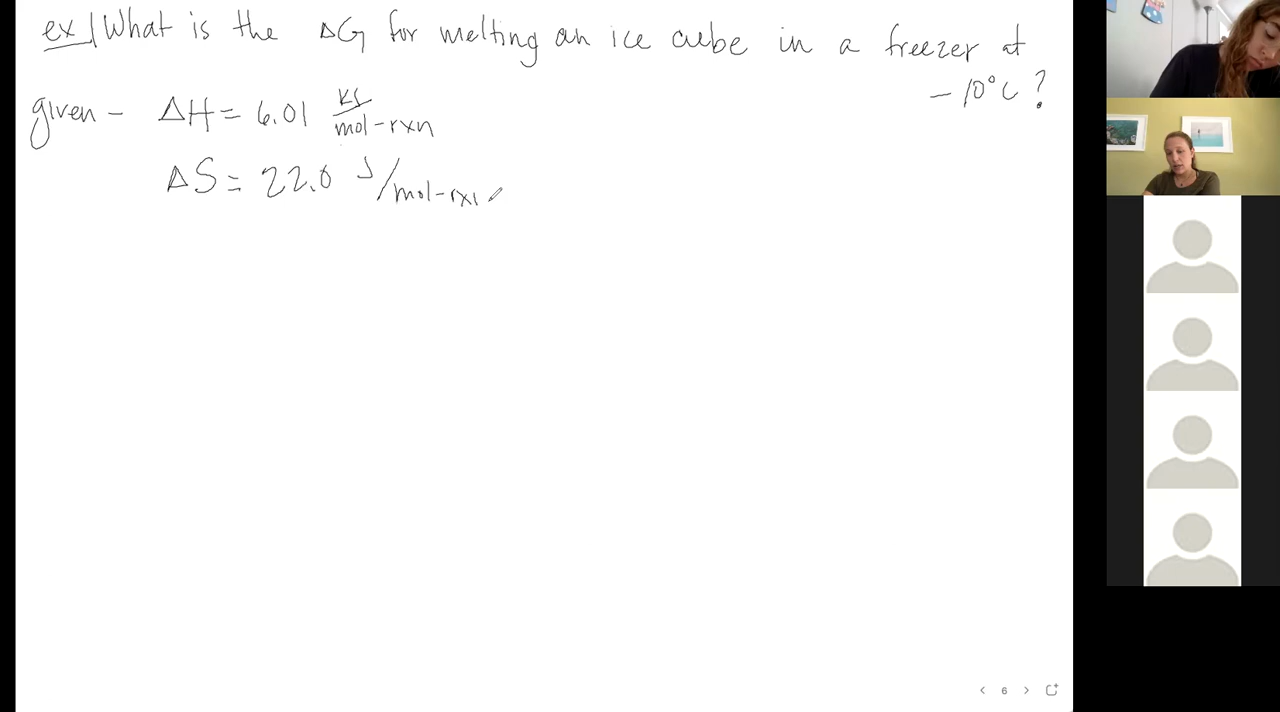 ex/ What is the ΔG for melting an ice cube in a freezer at
-10°C?
given - ΔH = 6.01 kJ/mol-rxn
ΔS = 22.0 J/mol-rx
6